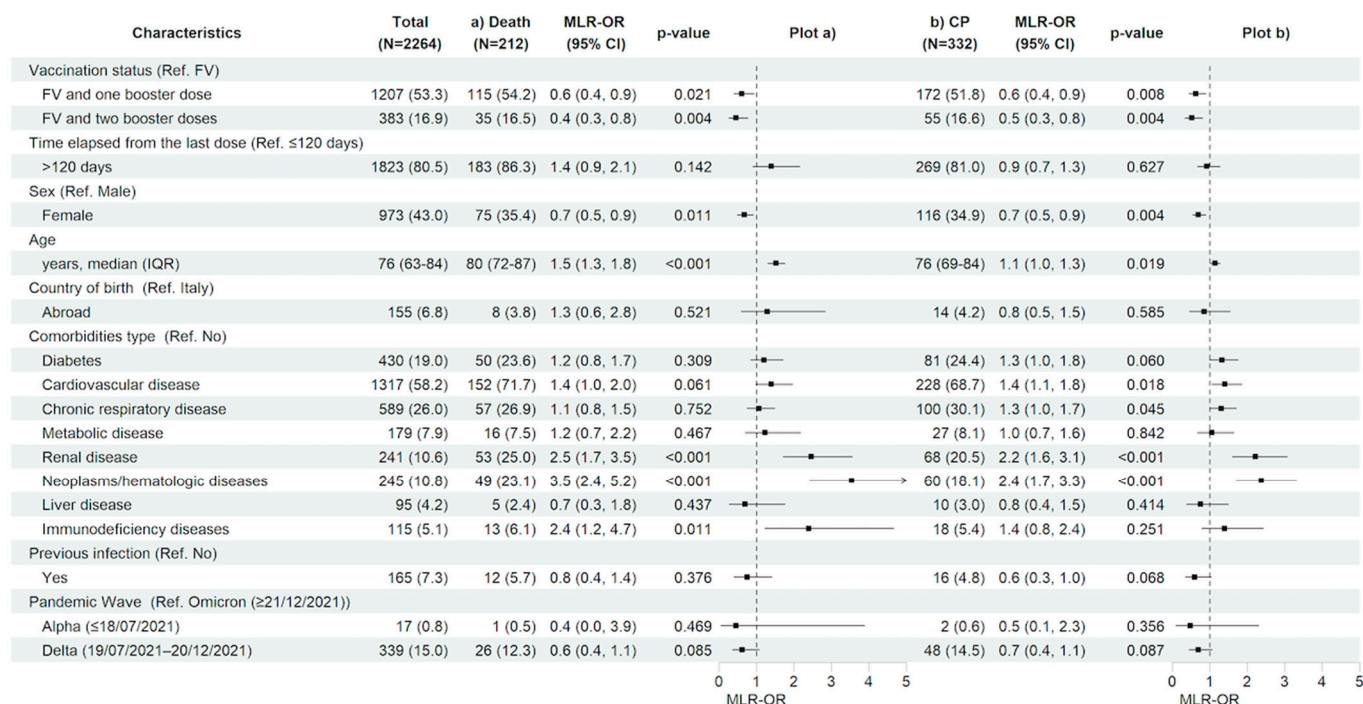 Characteristics Total (N=2264) a) Death (N=212) MLR-OR (95% CI) p-value Plot a) b) CP (N=332) MLR-OR (95% CI) p-value Plot b)
Vaccination status (Ref. FV)
FV and one booster dose 1207 (53.3) 115 (54.2) 0.6 (0.4, 0.9) 0.021 172 (51.8) 0.6 (0.4, 0.9) 0.008
FV and two booster doses 383 (16.9) 35 (16.5) 0.4 (0.3, 0.8) 0.004 55 (16.6) 0.5 (0.3, 0.8) 0.004
Time elapsed from the last dose (Ref. ≤120 days)
>120 days 1823 (80.5) 183 (86.3) 1.4 (0.9, 2.1) 0.142 269 (81.0) 0.9 (0.7, 1.3) 0.627
Sex (Ref. Male)
Female 973 (43.0) 75 (35.4) 0.7 (0.5, 0.9) 0.011 116 (34.9) 0.7 (0.5, 0.9) 0.004
Age
years, median (IQR) 76 (63-84) 80 (72-87) 1.5 (1.3, 1.8) <0.001 76 (69-84) 1.1 (1.0, 1.3) 0.019
Country of birth (Ref. Italy)
Abroad 155 (6.8) 8 (3.8) 1.3 (0.6, 2.8) 0.521 14 (4.2) 0.8 (0.5, 1.5) 0.585
Comorbidities type (Ref. No)
Diabetes 430 (19.0) 50 (23.6) 1.2 (0.8, 1.7) 0.309 81 (24.4) 1.3 (1.0, 1.8) 0.060
Cardiovascular disease 1317 (58.2) 152 (71.7) 1.4 (1.0, 2.0) 0.061 228 (68.7) 1.4 (1.1, 1.8) 0.018
Chronic respiratory disease 589 (26.0) 57 (26.9) 1.1 (0.8, 1.5) 0.752 100 (30.1) 1.3 (1.0, 1.7) 0.045
Metabolic disease 179 (7.9) 16 (7.5) 1.2 (0.7, 2.2) 0.467 27 (8.1) 1.0 (0.7, 1.6) 0.842
Renal disease 241 (10.6) 53 (25.0) 2.5 (1.7, 3.5) <0.001 68 (20.5) 2.2 (1.6, 3.1) <0.001
Neoplasms/hematologic diseases 245 (10.8) 49 (23.1) 3.5 (2.4, 5.2) <0.001 60 (18.1) 2.4 (1.7, 3.3) <0.001
Liver disease 95 (4.2) 5 (2.4) 0.7 (0.3, 1.8) 0.437 10 (3.0) 0.8 (0.4, 1.5) 0.414
Immunodeficiency diseases 115 (5.1) 13 (6.1) 2.4 (1.2, 4.7) 0.011 18 (5.4) 1.4 (0.8, 2.4) 0.251
Previous infection (Ref. No)
Yes 165 (7.3) 12 (5.7) 0.8 (0.4, 1.4) 0.376 16 (4.8) 0.6 (0.3, 1.0) 0.068
Pandemic Wave (Ref. Omicron (≥21/12/2021))
Alpha (≤18/07/2021) 17 (0.8) 1 (0.5) 0.4 (0.0, 3.9) 0.469 2 (0.6) 0.5 (0.1, 2.3) 0.356
Delta (19/07/2021–20/12/2021) 339 (15.0) 26 (12.3) 0.6 (0.4, 1.1) 0.085 48 (14.5) 0.7 (0.4, 1.1) 0.087
0 1 2 3 4 5 0 1 2 3 4 5
MLR-OR MLR-OR